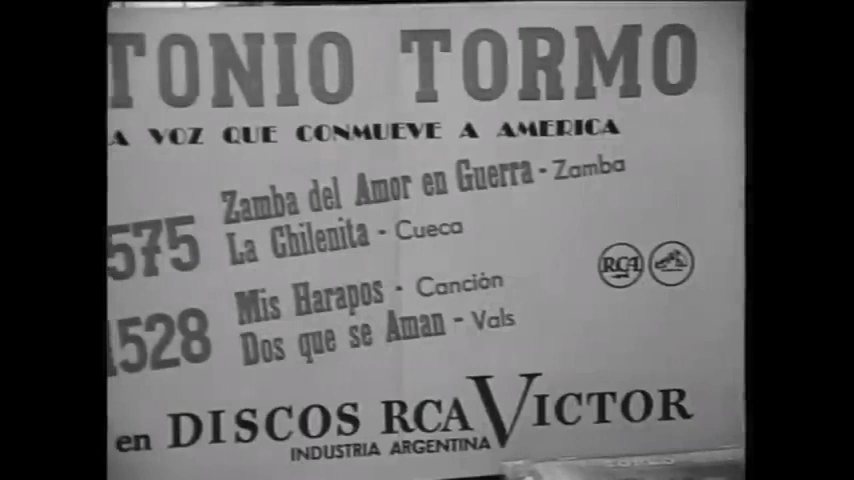 TONIO TORMO
A VOZ QUE CONMUEVE A AMERICA
575
Zamba del Amor en Guerra - Zamba
La Chilenita - Cueca
1528
Mis Harapos - Canción
Dos que se Aman - Vals
RCA
en DISCOS RCA VICTOR
INDUSTRIA ARGENTINA